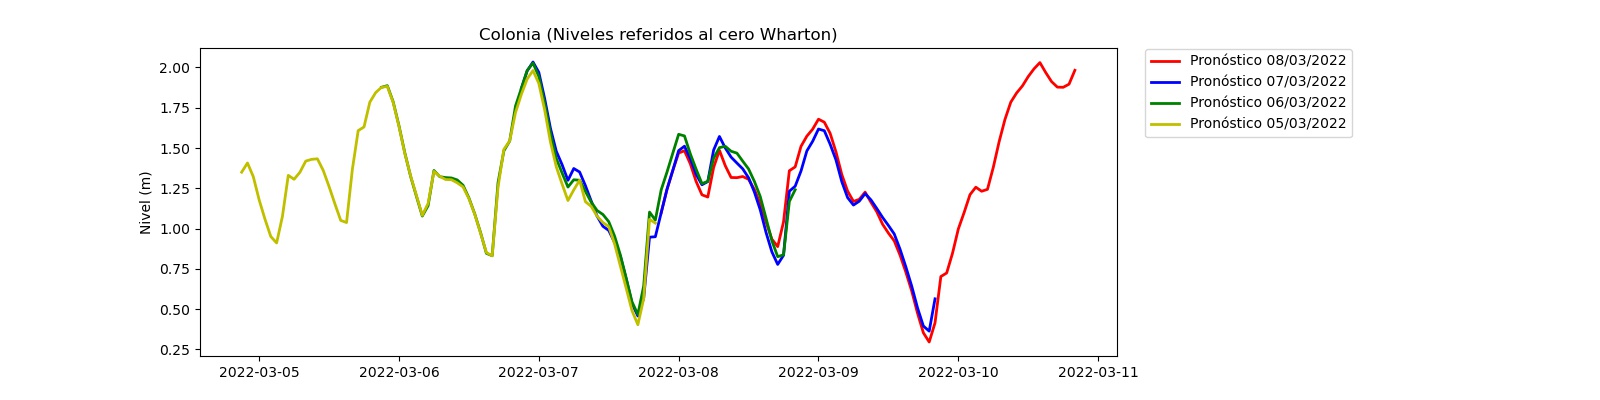 Colonia (Niveles referidos al cero Wharton)
Nivel (m)
2.00
1.75
1.50
1.25
1.00
0.75
0.50
0.25
2022-03-05 2022-03-06 2022-03-07 2022-03-08 2022-03-09 2022-03-10 2022-03-11
Pronóstico 08/03/2022
Pronóstico 07/03/2022
Pronóstico 06/03/2022
Pronóstico 05/03/2022